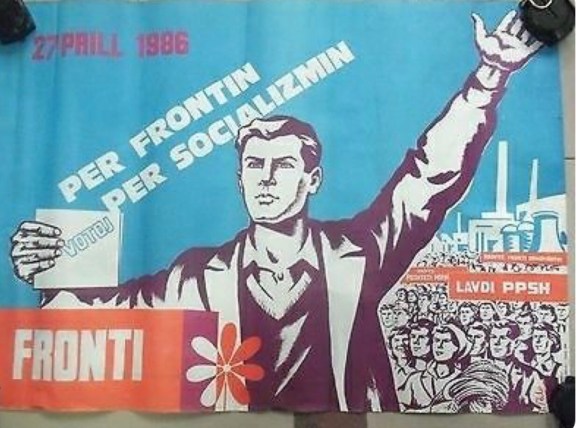 27 PRILL 1986
PER FRONTIN
PER SOCIALIZMIN
VOTOJ
LAVDI PPSH
FRONTI